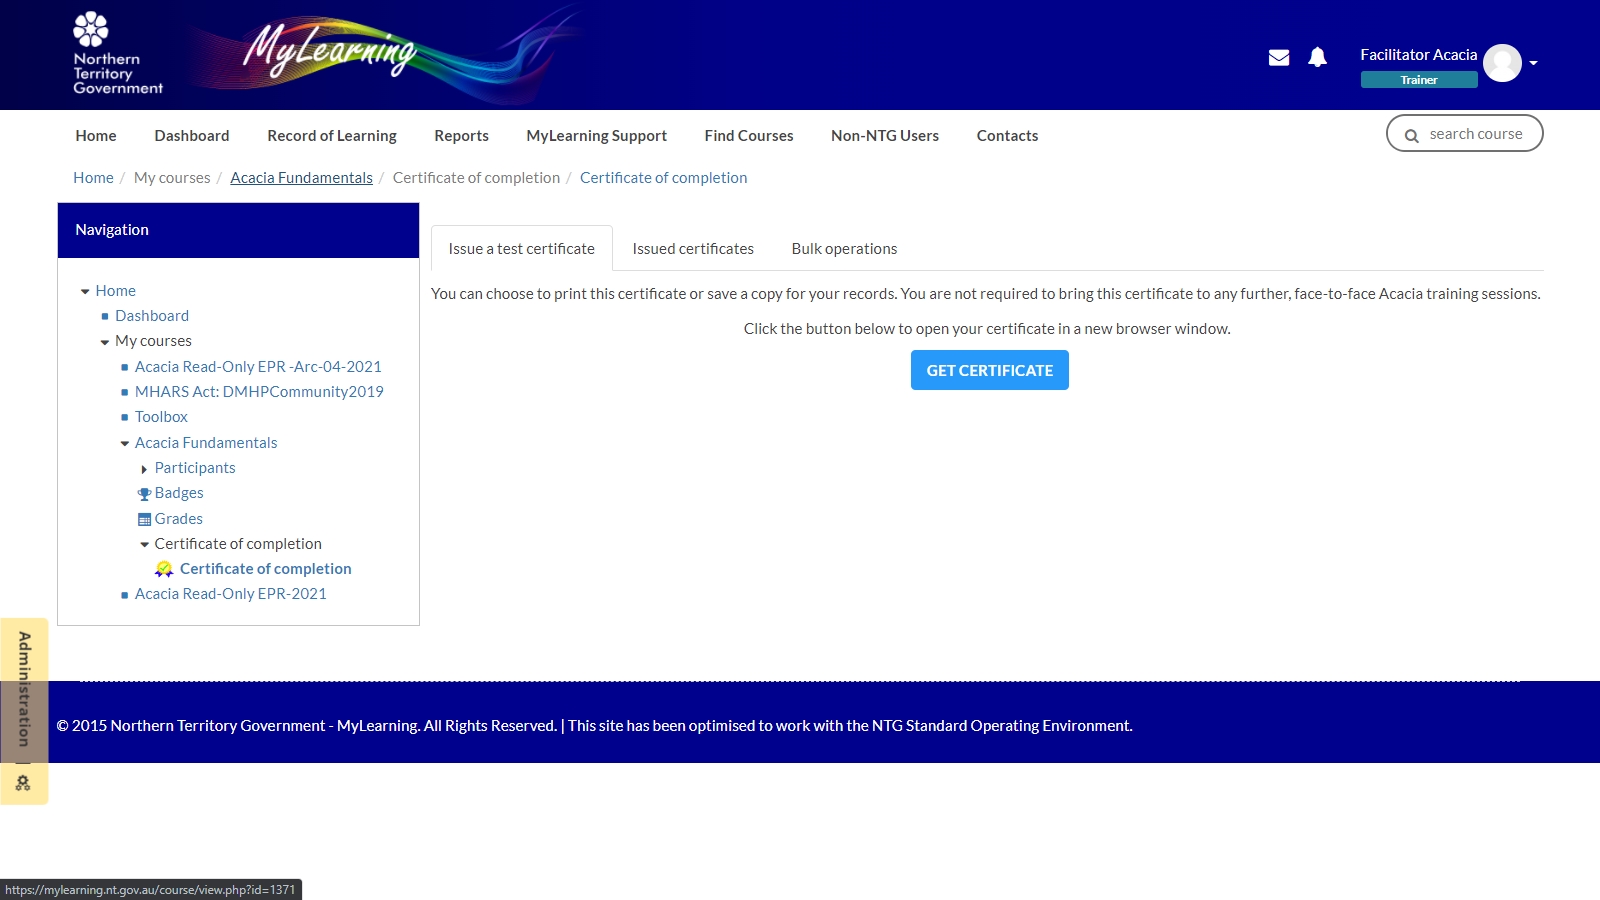 Northern
Territory
Government
MyLearning
Facilitator Acacia
Trainer
Home Dashboard Record of Learning Reports MyLearning Support Find Courses Non-NTG Users Contacts
search course
Home / My courses / Acacia Fundamentals / Certificate of completion / Certificate of completion
Navigation
Home
Dashboard
My courses
Acacia Read-Only EPR -Arc-04-2021
MHARS Act: DMHPCommunity2019
Toolbox
Acacia Fundamentals
Participants
Badges
Grades
Certificate of completion
Certificate of completion
Acacia Read-Only EPR-2021
Issue a test certificate Issued certificates Bulk operations
You can choose to print this certificate or save a copy for your records. You are not required to bring this certificate to any further, face-to-face Acacia training sessions.
Click the button below to open your certificate in a new browser window.
GET CERTIFICATE
Administration
© 2015 Northern Territory Government - MyLearning. All Rights Reserved. | This site has been optimised to work with the NTG Standard Operating Environment.
https://mylearning.nt.gov.au/course/view.php?id=1371